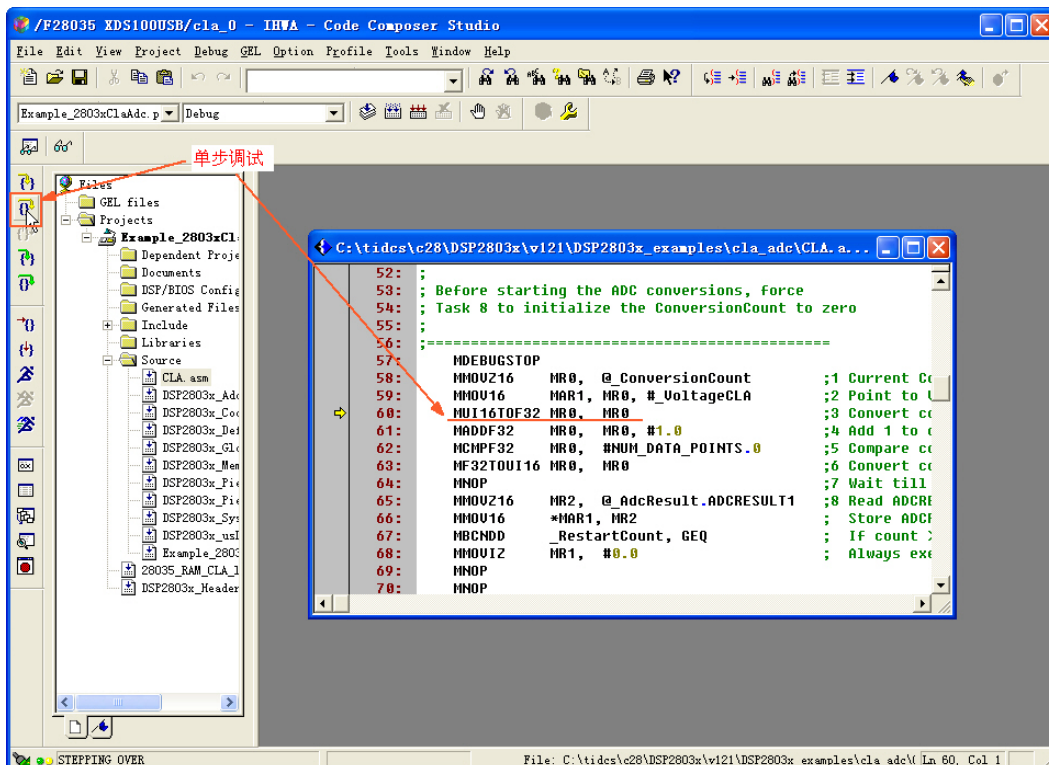 /F28035 XDS100USB/cla_0 - IHWA - Code Composer Studio
File Edit View Project Debug GEL Option Profile Tools Window Help
Example_2803xClaAdc.p Debug
单步调试
Files
GEL files
Projects
Example_2803xCl
Dependent Proje
Documents
DSP/BIOS Config
Generated Files
Include
Libraries
Source
CLA.asm
DSP2803x_Adc
DSP2803x_Coc
DSP2803x_Def
DSP2803x_Glo
DSP2803x_Mem
DSP2803x_Pie
DSP2803x_Pie
DSP2803x_Sys
DSP2803x_usD
Example_2803
28035_RAM_CLA_l
DSP2803x_Header
C:\tidcs\c28\DSP2803x\v121\DSP2803x_examples\cla_adc\CLA.a...
52: ;
53: ; Before starting the ADC conversions, force
54: ; Task 8 to initialize the ConversionCount to zero
55: ;
56: ;==============================================
57: MDEBUGSTOP
58: MMOVZ16 MR0, @_ConversionCount ;1 Current Co
59: MMOV16 MAR1, MR0, #_VoltageCLA ;2 Point to V
60: MUI16TOF32 MR0, MR0 ;3 Convert co
61: MADDF32 MR0, MR0, #1.0 ;4 Add 1 to c
62: MCMPF32 MR0, #NUM_DATA_POINTS.0 ;5 Compare co
63: MF32TOUI16 MR0, MR0 ;6 Convert co
64: MNOP ;7 Wait till
65: MMOVZ16 MR2, @_AdcResult.ADCRESULT1 ;8 Read ADCRE
66: MMOV16 *MAR1, MR2 ; Store ADCR
67: MBCNDD _RestartCount, GEQ ; If count >
68: MMOVIZ MR1, #0.0 ; Always exe
69: MNOP
70: MNOP
STEPPING OVER File: C:\tidcs\c28\DSP2803x\v121\DSP2803x_examples\cla_adc\( Ln 60, Col 1